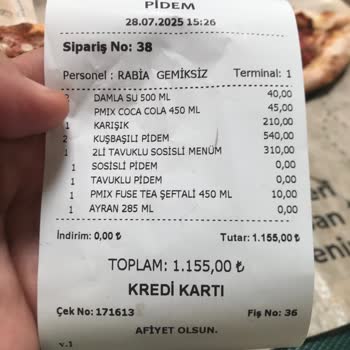 PİDEM
28.07.2025 15:26
Sipariş No: 38
Personel : RABİA GEMİKSİZ Terminal: 1
DAMLA SU 500 ML 40,00
PMIX COCA COLA 450 ML 45,00
1 KARIŞIK 210,00
2 KUŞBAŞILI PİDEM 540,00
1 2Lİ TAVUKLU SOSİSLİ MENÜM 310,00
1 SOSİSLİ PİDEM 0,00
1 TAVUKLU PİDEM 0,00
1 PMIX FUSE TEA ŞEFTALİ 450 ML 10,00
1 AYRAN 285 ML 0,00
İndirim: 0,00 ₺ Tutar: 1.155,00 ₺
TOPLAM: 1.155,00 ₺
KREDİ KARTI
Çek No: 171613 Fiş No: 36
AFİYET OLSUN.
v.1